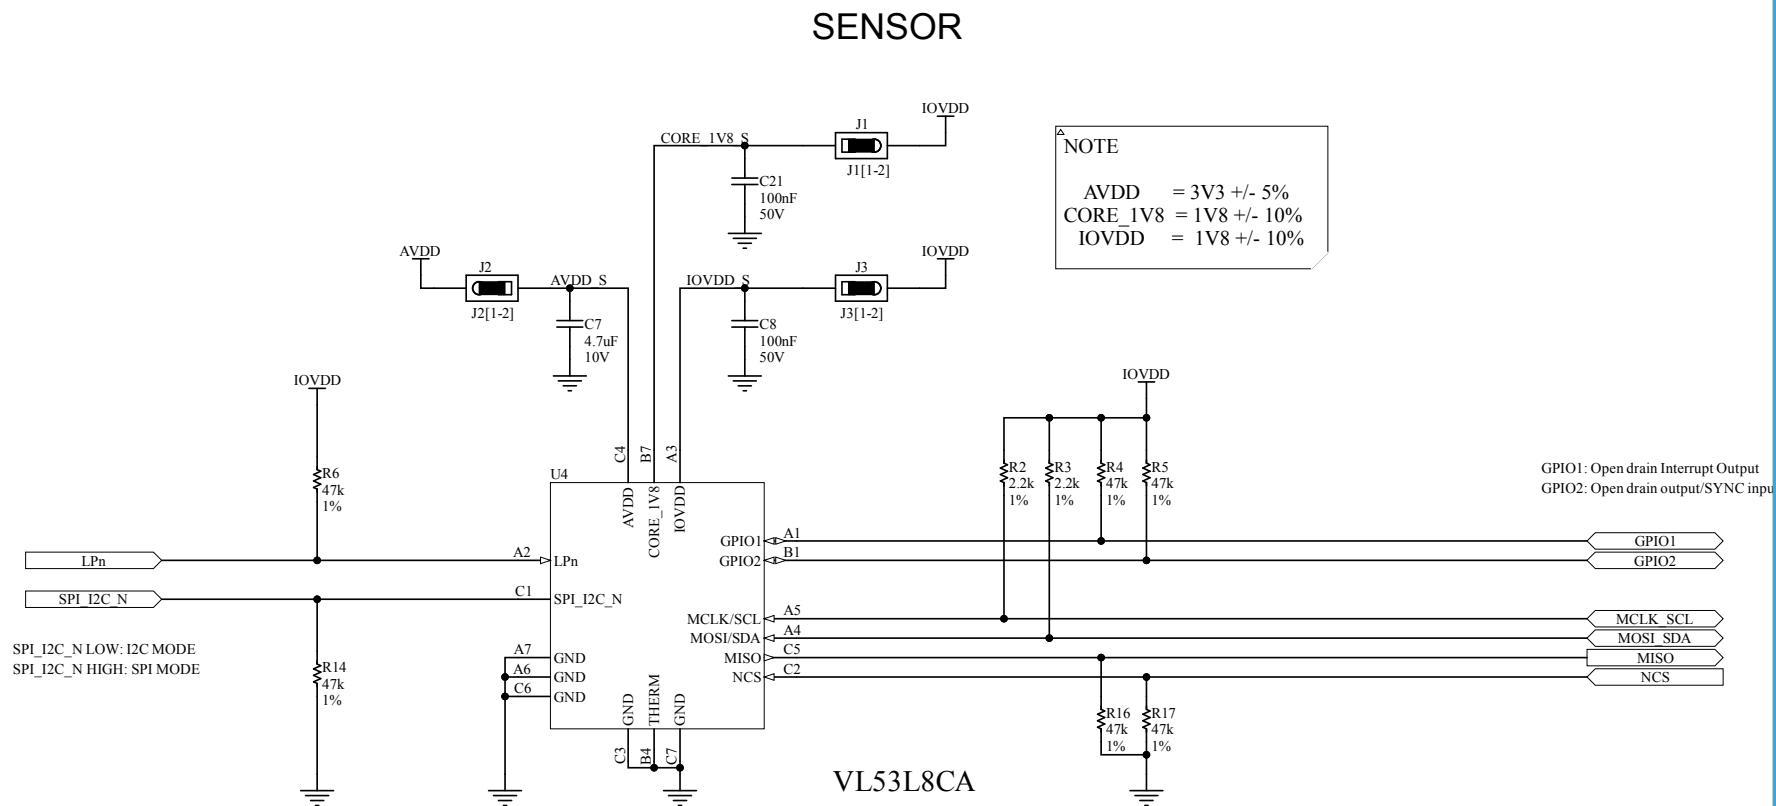 SENSOR
IOVDD
J1
CORE_1V8_S
J1[1-2]
C21
100nF
50V
NOTE
AVDD = 3V3 +/- 5%
CORE_1V8 = 1V8 +/- 10%
IOVDD = 1V8 +/- 10%
AVDD
J2
AVDD_S
J2[1-2]
C7
4.7uF
10V
IOVDD
J3
IOVDD_S
J3[1-2]
C8
100nF
50V
IOVDD
R6
47k
1%
IOVDD
R2
2.2k
1%
R3
2.2k
1%
R4
47k
1%
R5
47k
1%
GPIO1: Open drain Interrupt Output
GPIO2: Open drain output/SYNC inpu
U4
C4
B7
A3
AVDD
CORE_1V8
IOVDD
LPn
A2
LPn
SPI_I2C_N
C1
SPI_I2C_N
SPI_I2C_N LOW: I2C MODE
SPI_I2C_N HIGH: SPI MODE
R14
47k
1%
A7
GND
A6
GND
C6
GND
GND
THERM
GND
C3
B4
C7
GPIO1
A1
GPIO1
GPIO2
B1
GPIO2
MCLK/SCL
A5
MCLK_SCL
MOSI/SDA
A4
MOSI_SDA
MISO
C5
MISO
NCS
C2
NCS
R16
47k
1%
R17
47k
1%
VL53L8CA